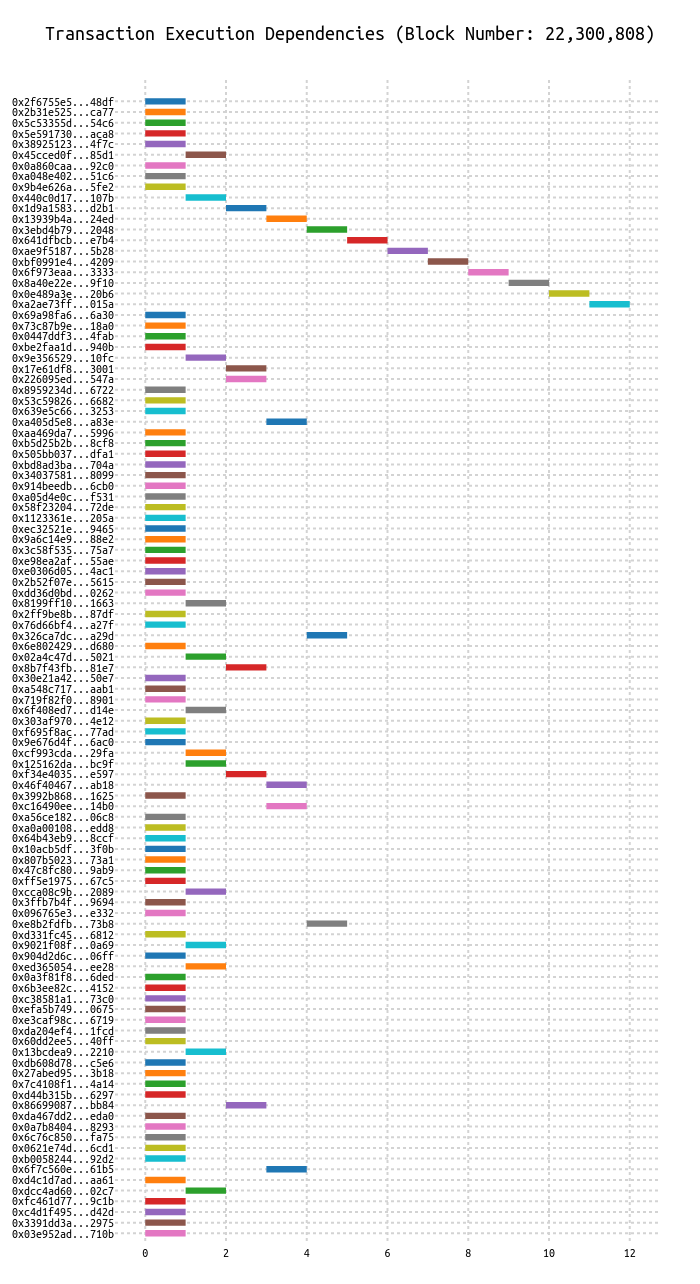 Transaction Execution Dependencies (Block Number: 22,300,808)
0x2f6755e5...48df
0x2b31e525...ca77
0x5c53355d...54c6
0x5e591730...aca8
0x38925123...4f7c
0x45cced0f...85d1
0x0a860caa...92c0
0xa048e402...51c6
0x9b4e626a...5fe2
0x440c0d17...107b
0x1d9a1583...d2b1
0x13939b4a...24ed
0x3ebd4b79...2048
0x641dfbcb...e7b4
0xae9f5187...5b28
0xbf0991e4...4209
0x6f973eaa...3333
0x8a40e22e...9f10
0x0e489a3e...20b6
0xa2ae73ff...015a
0x69a98fa6...6a30
0x73c87b9e...18a0
0x0447ddf3...4fab
0xbe2faa1d...940b
0x9e356529...10fc
0x17e61df8...3001
0x226095ed...547a
0x8959234d...6722
0x53c59826...6682
0x639e5c66...3253
0xa405d5e8...a83e
0xaa469da7...5996
0xb5d25b2b...8cf8
0x505bb037...dfa1
0xbd8ad3ba...704a
0x34037581...8099
0x914beedb...6cb0
0xa05d4e0c...f531
0x58f23204...72de
0x1123361e...205a
0xec32521e...9465
0x9a6c14e9...88e2
0x3c58f535...75a7
0xe98ea2af...55ae
0xe0306d05...4ac1
0x2b52f07e...5615
0xdd36d0bd...0262
0x8199ff10...1663
0x2ff9be8b...87df
0x76d66bf4...a27f
0x326ca7dc...a29d
0x6e802429...d680
0x02a4c47d...5021
0x8b7f43fb...81e7
0x30e21a42...50e7
0xa548c717...aab1
0x719f82f0...8901
0x6f408ed7...d14e
0x303af970...4e12
0xf695f8ac...77ad
0x9e676d4f...6ac0
0xcf993cda...29fa
0x125162da...bc9f
0xf34e4035...e597
0x46f40467...ab18
0x3992b868...1625
0xc16490ee...14b0
0xa56ce182...06c8
0xa0a00108...edd8
0x64b43eb9...8ccf
0x10acb5df...3f0b
0x807b5023...73a1
0x47c8fc80...9ab9
0xff5e1975...67c5
0xcca08c9b...2089
0x3ffb7b4f...9694
0x096765e3...e332
0xe8b2fdfb...73b8
0xd331fc45...6812
0x9021f08f...0a69
0x904d2d6c...06ff
0xed365054...ee28
0x0a3f81f8...6ded
0x6b3ee82c...4152
0xc38581a1...73c0
0xefa5b749...0675
0xe3caf98c...6719
0xda204ef4...1fcd
0x60dd2ee5...40ff
0x13bcdea9...2210
0xdb608d78...c5e6
0x27abed95...3b18
0x7c4108f1...4a14
0xd44b315b...6297
0x86699087...bb84
0xda467dd2...eda0
0x0a7b8404...8293
0x6c76c850...fa75
0x0621e74d...6cd1
0xb0058244...92d2
0x6f7c560e...61b5
0xd4c1d7ad...aa61
0xdcc4ad60...02c7
0xfc461d77...9c1b
0xc4d1f495...d42d
0x3391dd3a...2975
0x03e952ad...710b
0 2 4 6 8 10 12